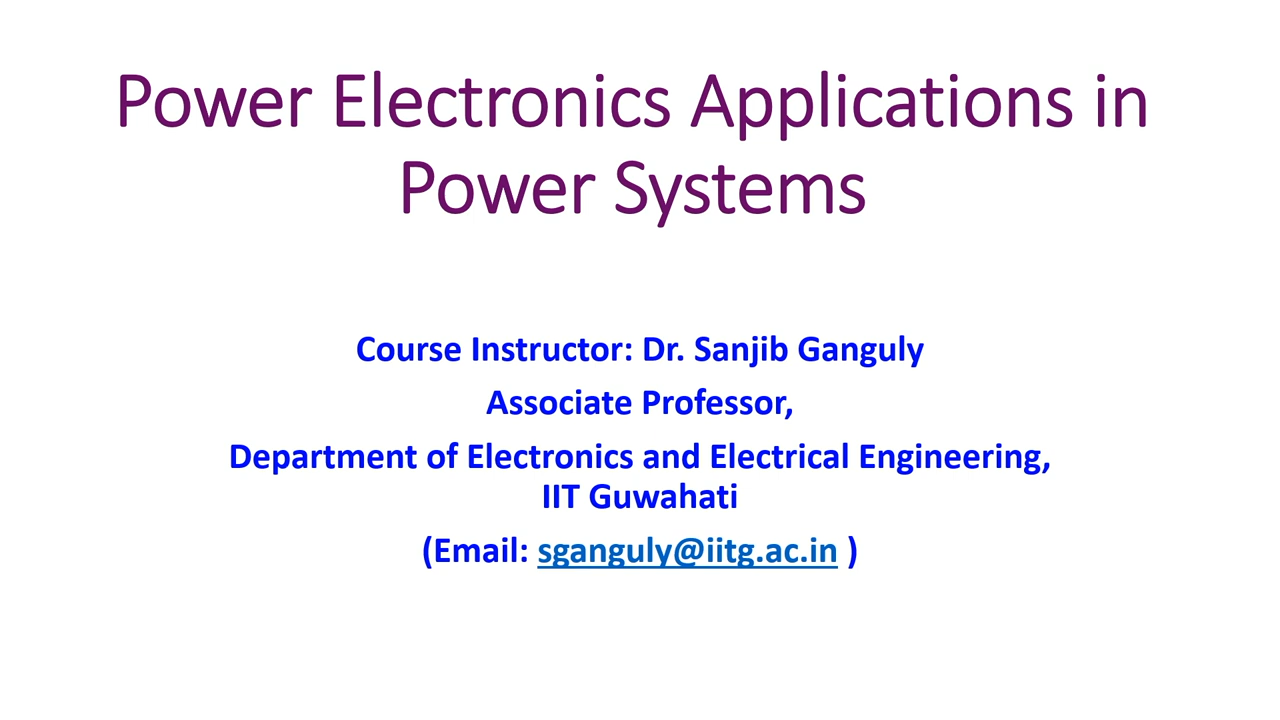 Power Electronics Applications in
Power Systems
Course Instructor: Dr. Sanjib Ganguly
Associate Professor,
Department of Electronics and Electrical Engineering,
IIT Guwahati
(Email: sganguly@iitg.ac.in )